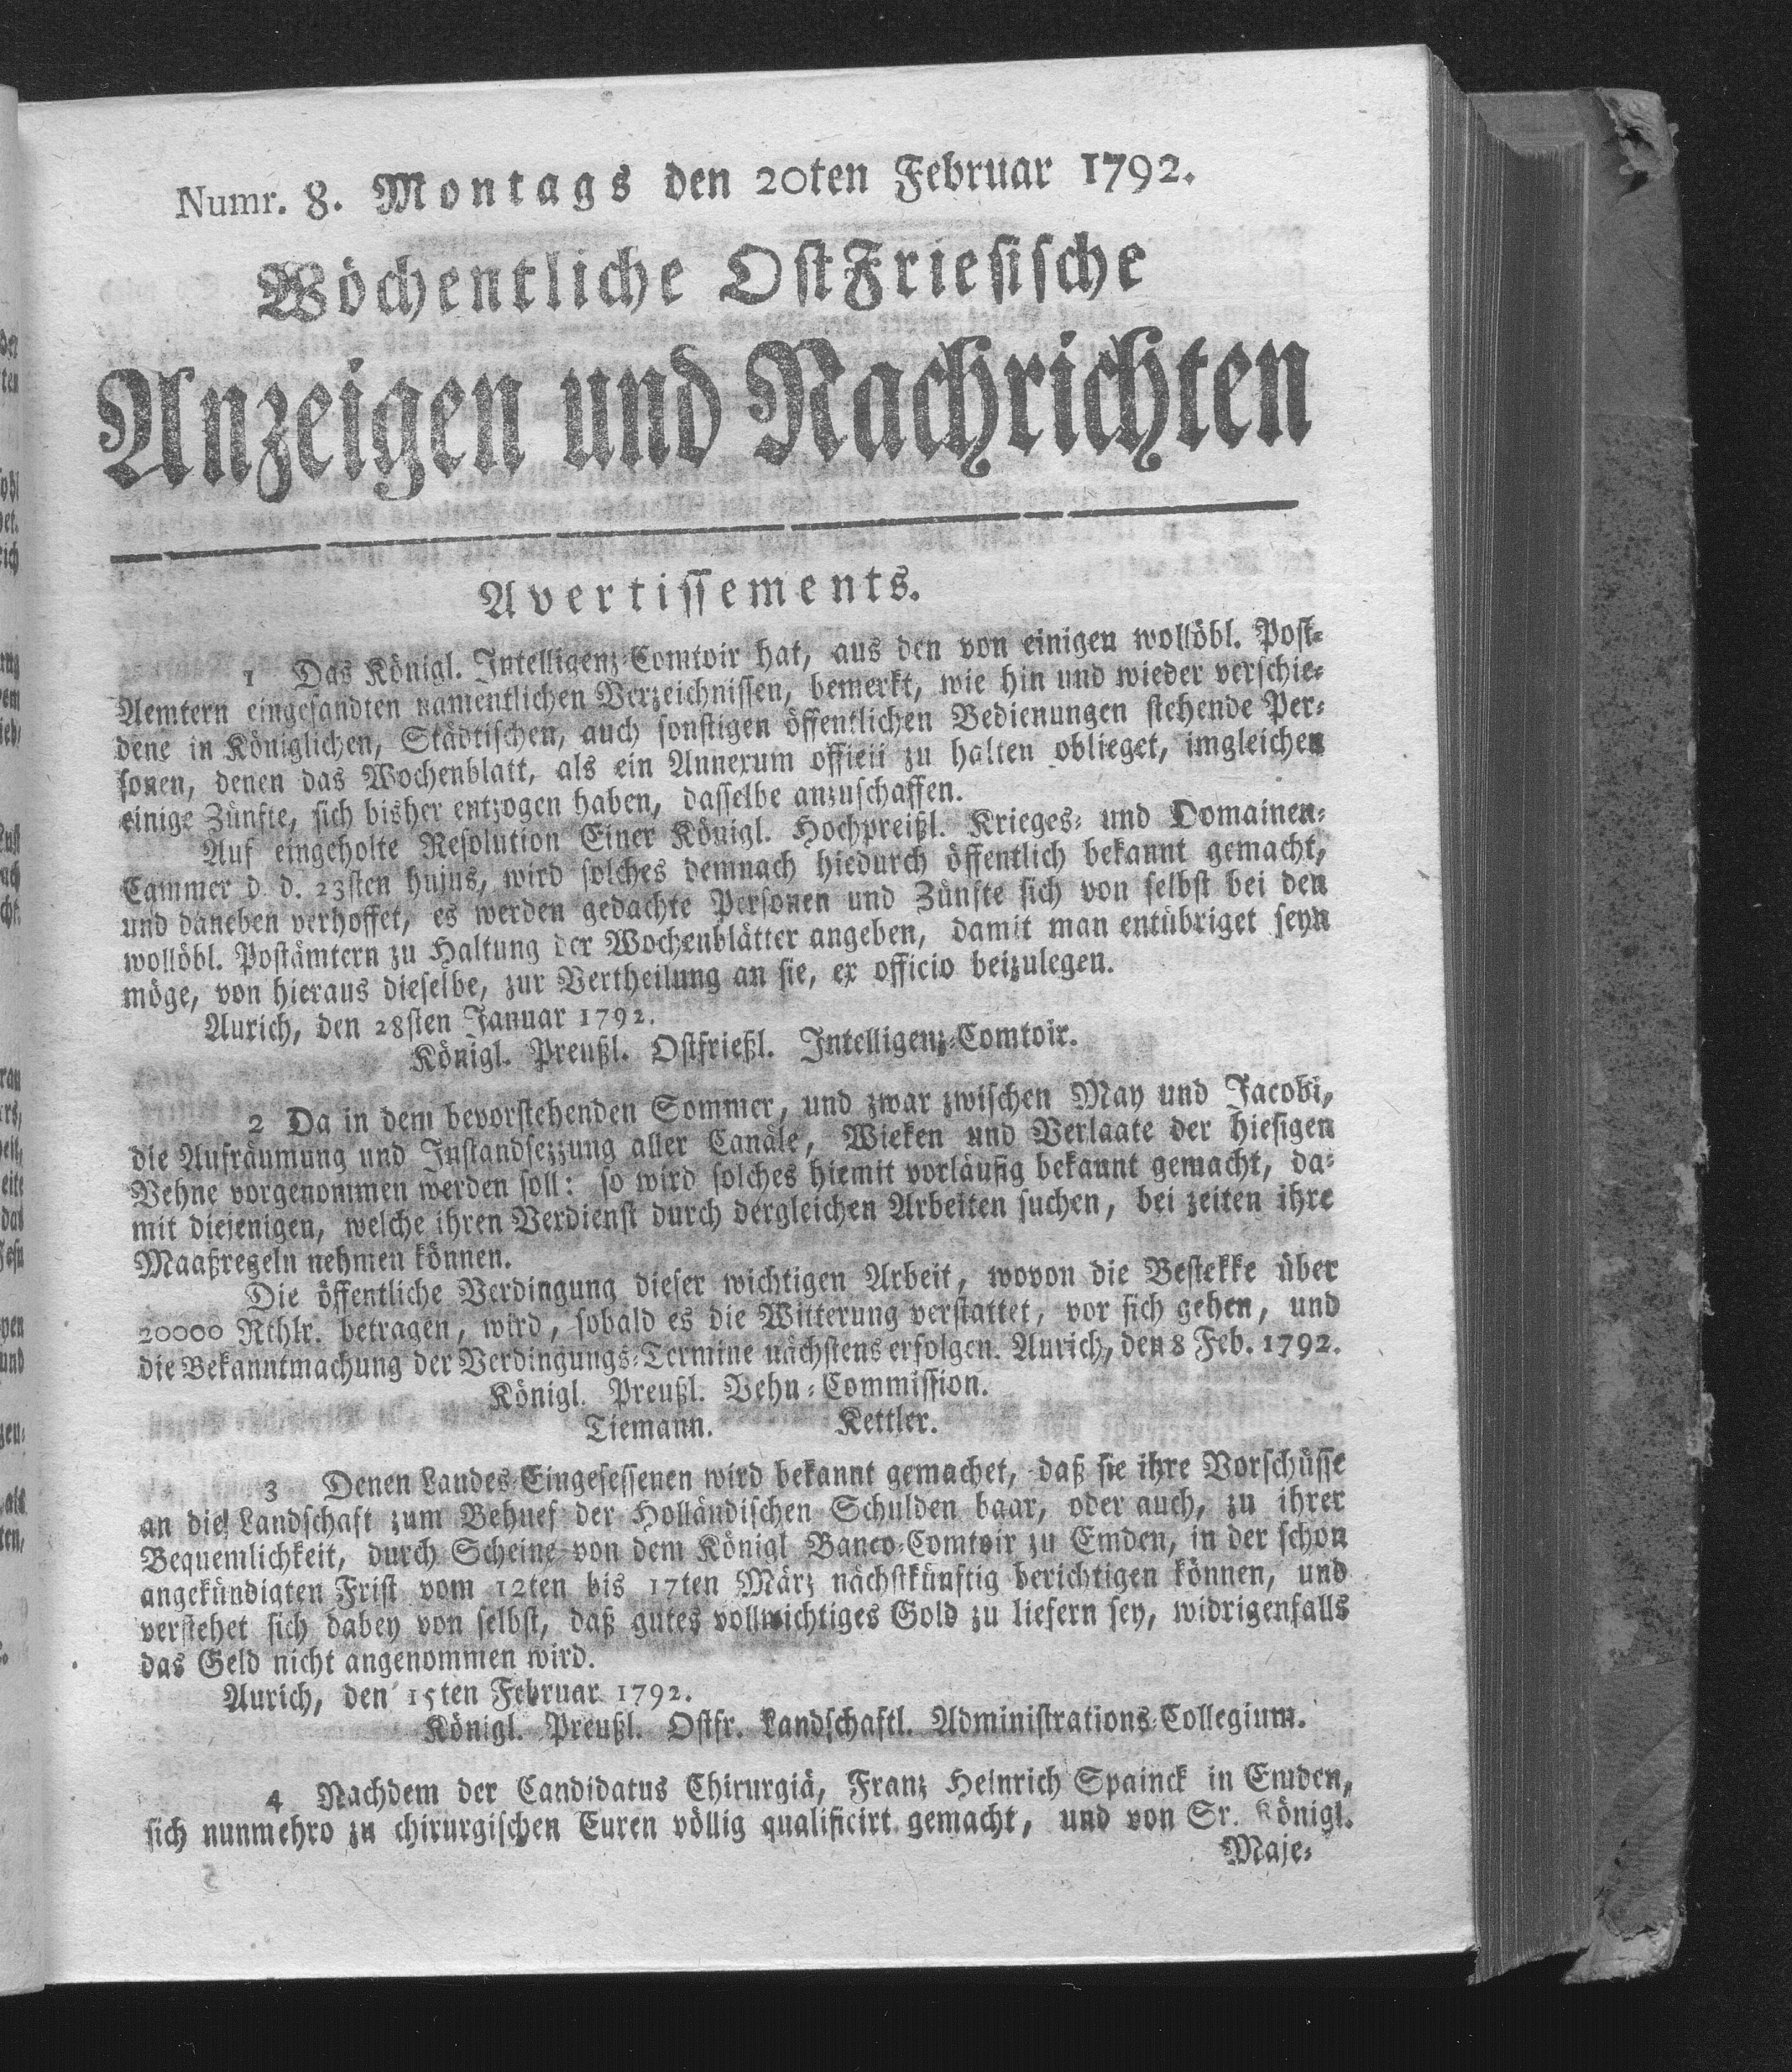 Numr. 8. Montags den 20ten Februar 1792.
Wöchentliche OstFriesische
Anzeigen und Nachrichten
Avertissements.
1 Das Königl. Intelligenz-Comtoir hat, aus den von einigen wollöbl. Post-
Aemtern eingesandten namentlichen Verzeichnissen, bemerkt, wie hin und wieder verschie-
dene in Königlichen, Städtischen, auch sonstigen öffentlichen Bedienungen stehende Per-
sonen, denen das Wochenblatt, als ein Annexum officii zu halten oblieget, imgleichen
einige Zünfte, sich bisher entzogen haben, dasselbe anzuschaffen.
Auf eingeholte Resolution Einer Königl. Hochpreißl. Krieges- und Domainen-
Cammer d. d. 23sten hujus, wird solches demnach hiedurch öffentlich bekannt gemacht,
und daneben verhoffet, es werden gedachte Personen und Zünfte sich von selbst bei den
wollöbl. Postämtern zu Haltung der Wochenblätter angeben, damit man entübriget seyn
möge, von hieraus dieselbe, zur Vertheilung an sie, ex officio beizulegen.
Aurich, den 28sten Januar 1792.
Königl. Preußl. Ostfrießl. Intelligenz-Comtoir.
2 Da in dem bevorstehenden Sommer, und zwar zwischen May und Jacobi,
die Aufräumung und Instandsezzung aller Canäle, Wieken und Verlaate der hiesigen
Vehne vorgenommen werden soll: so wird solches hiemit vorläufig bekannt gemacht, da-
mit diejenigen, welche ihren Verdienst durch dergleichen Arbeiten suchen, bei zeiten ihre
Maaßregeln nehmen können.
Die öffentliche Verdingung dieser wichtigen Arbeit, wovon die Bestekke über
20000 Rthlr. betragen, wird, sobald es die Witterung verstattet, vor sich gehen, und
die Bekanntmachung der Verdingungs-Termine nächstens erfolgen. Aurich, den 8 Feb. 1792.
Königl. Preußl. Vehn-Commission.
Tiemann. Kettler.
3 Denen Landes-Eingesessenen wird bekannt gemachet, daß sie ihre Vorschüsse
an die Landschaft zum Behuef der Holländischen Schulden baar, oder auch, zu ihrer
Bequemlichkeit, durch Scheine von dem Königl Banco-Comtoir zu Emden, in der schon
angekündigten Frist vom 12ten bis 17ten März nächstkünftig berichtigen können, und
verstehet sich dabey von selbst, daß gutes vollwichtiges Gold zu liefern sey, widrigenfalls
das Geld nicht angenommen wird.
Aurich, den 15ten Februar 1792.
Königl. Preußl. Ostfr. Landschaftl. Administrations-Collegium.
4 Nachdem der Candidatus Chirurgiä, Franz Heinrich Spainck in Emden,
sich nunmehro zu chirurgischen Curen völlig qualificirt gemacht, und von Sr. Königl.
Maje-